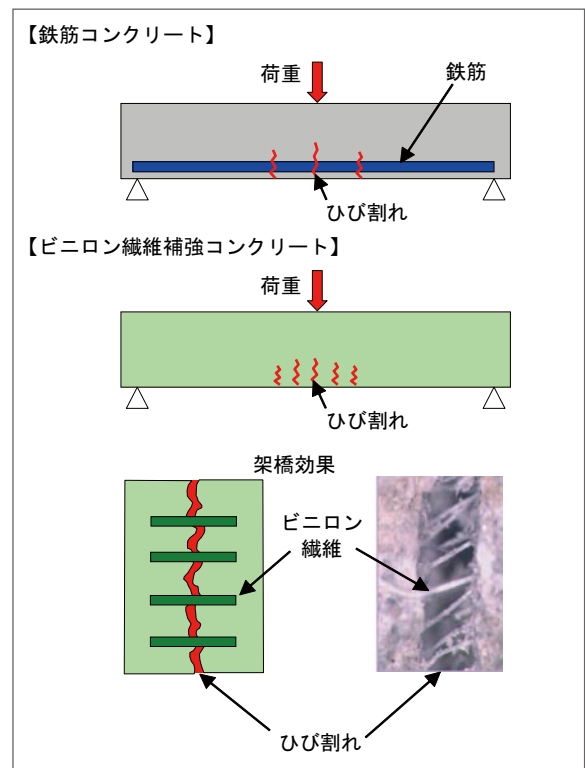 【鉄筋コンクリート】
荷重
鉄筋
ひび割れ
【ビニロン繊維補強コンクリート】
荷重
ひび割れ
架橋効果
ビニロン
繊維
ひび割れ